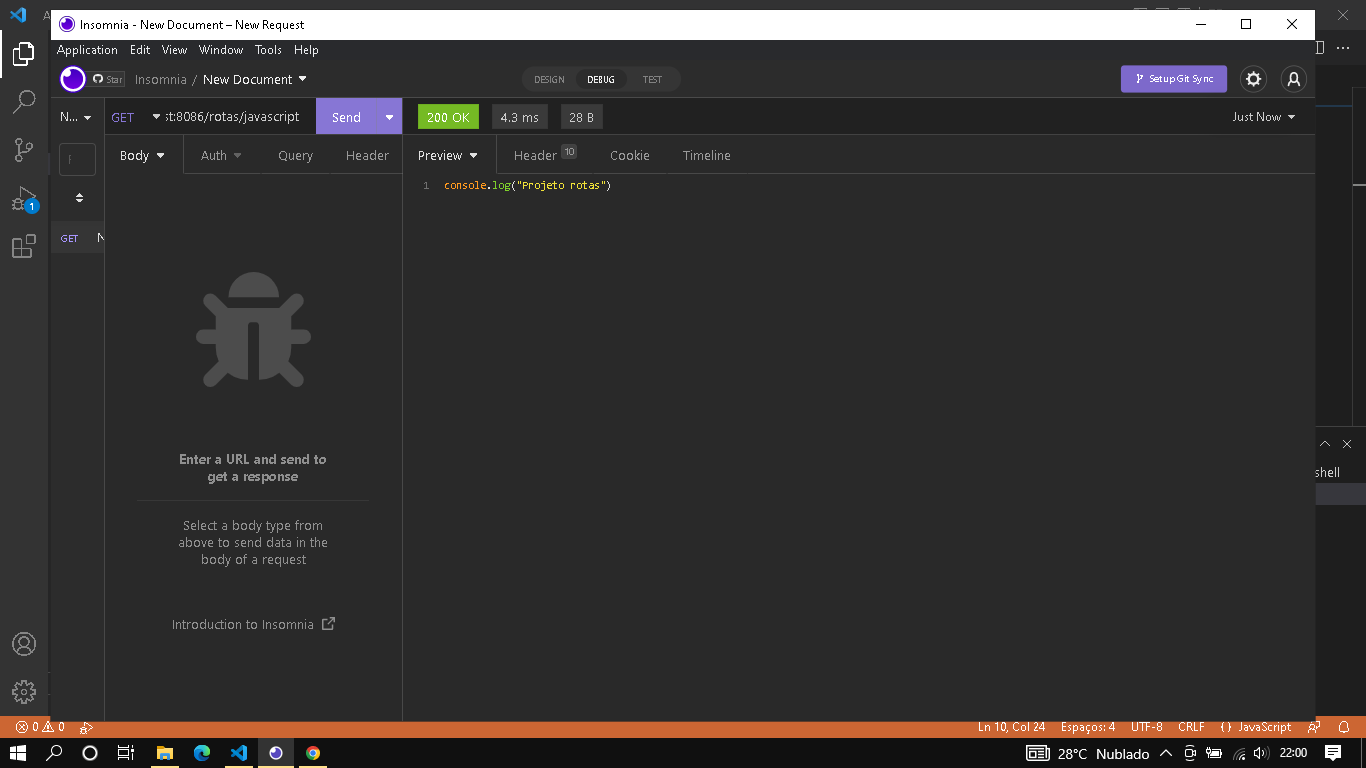 Insomnia - New Document – New Request
Application Edit View Window Tools Help
Star Insomnia / New Document
DESIGN DEBUG TEST
Setup Git Sync
N...
GET st:8086/rotas/javascript Send
200 OK 4.3 ms 28 B
Just Now
Body Auth Query Header
Preview Header 10 Cookie Timeline
1 console.log("Projeto rotas")
1
GET N
Enter a URL and send to
get a response
Select a body type from
above to send data in the
body of a request
Introduction to Insomnia
shell
0 0 Ln 10, Col 24 Espaços: 4 UTF-8 CRLF { } JavaScript
28°C Nublado 22:00